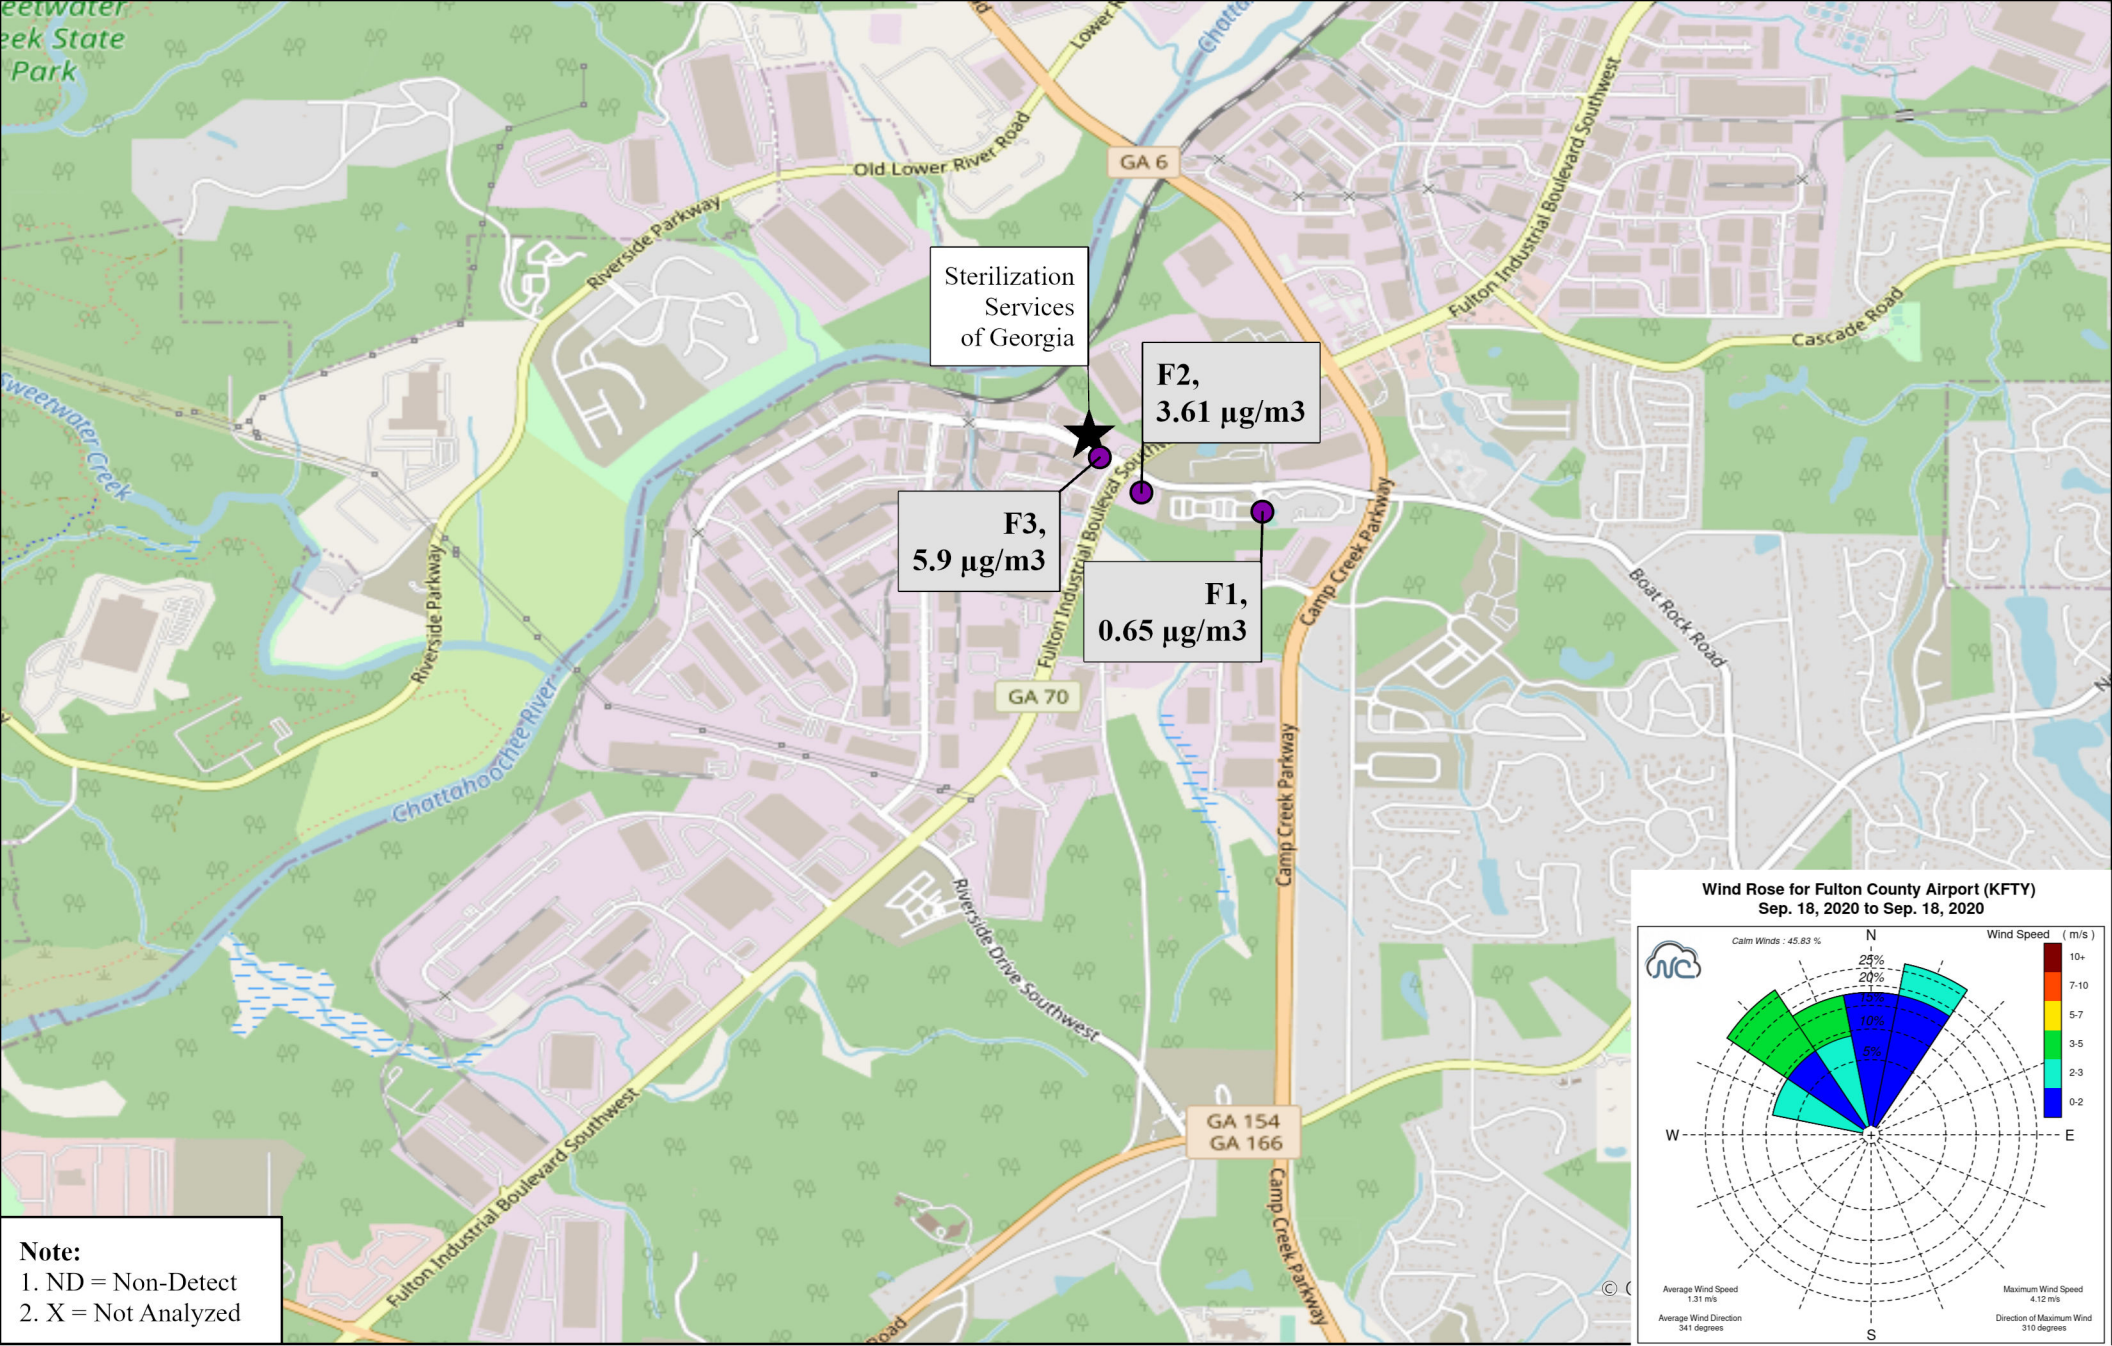 eetwater
eek State
Park
Sweetwater Creek
Riverside Parkway
Riverside Parkway
Old Lower River Road
GA 6
Fulton Industrial Boulevard Southwest
Fulton Industrial Boulevard Southwest
Cascade Road
Sterilization
Services
of Georgia
F2,
3.61 µg/m3
F3,
5.9 µg/m3
F1,
0.65 µg/m3
Camp Creek Parkway
Boat Rock Road
GA 70
Chattahoochee River
Camp Creek Parkway
Riverside Drive Southwest
GA 154
GA 166
Fulton Industrial Boulevard Southwest
Camp Creek Parkway
Road
©
Note:
1. ND = Non-Detect
2. X = Not Analyzed
Wind Rose for Fulton County Airport (KFTY)
Sep. 18, 2020 to Sep. 18, 2020
Calm Winds : 45.83 %
N
Wind Speed ( m/s )
NC
25%
20%
15%
10%
5%
10+
7-10
5-7
3-5
2-3
0-2
W
E
S
Average Wind Speed
1.31 m/s
Maximum Wind Speed
4.12 m/s
Average Wind Direction
341 degrees
Direction of Maximum Wind
310 degrees